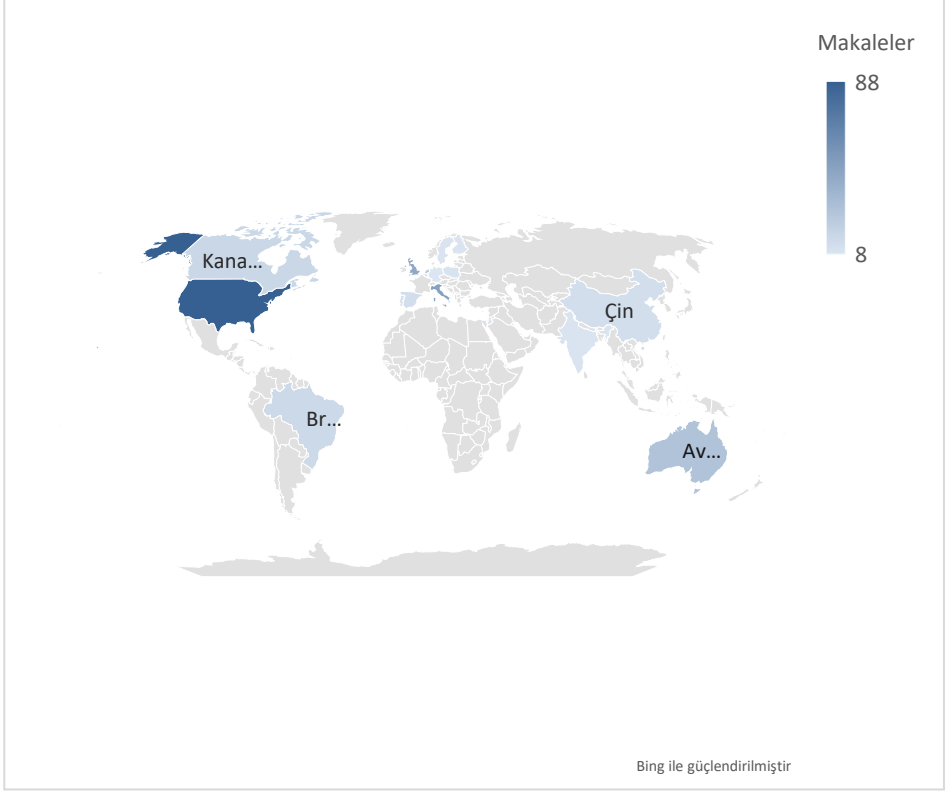 Makaleler
88
8
Kana...
Çin
Br...
Av...
Bing ile güçlendirilmiştir